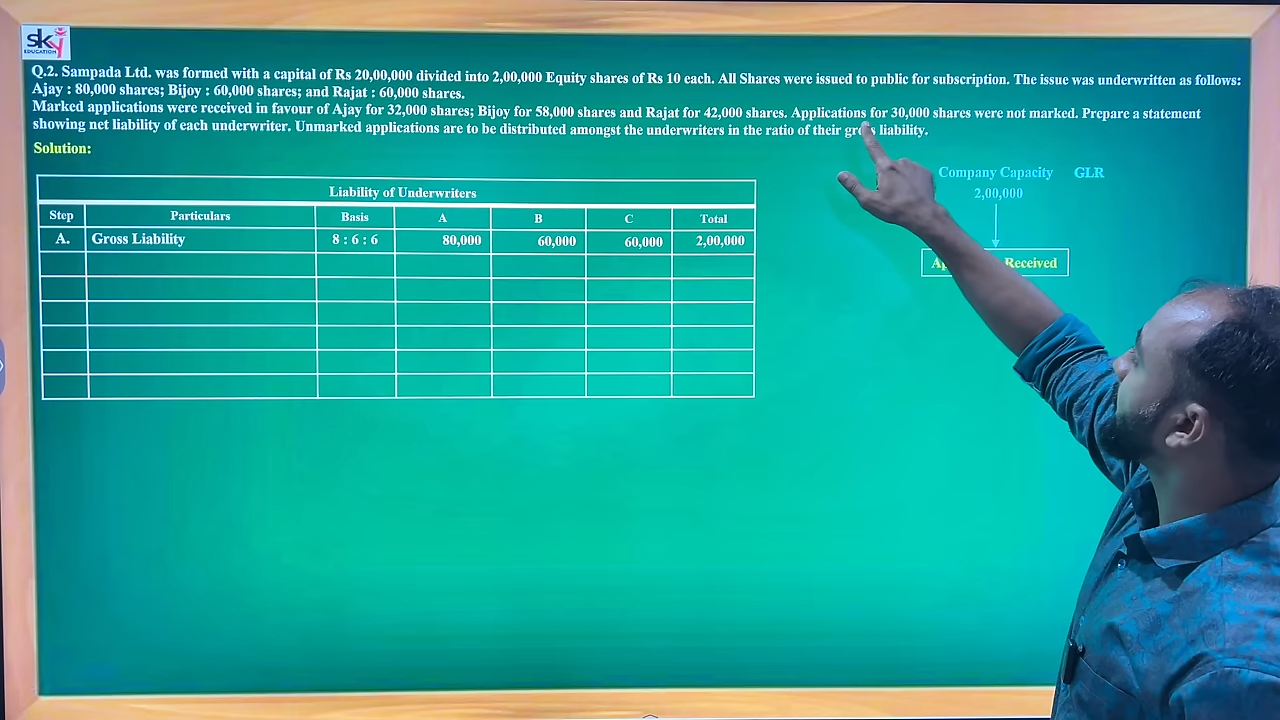 sky
EDUCATION
Q.2. Sampada Ltd. was formed with a capital of Rs 20,00,000 divided into 2,00,000 Equity shares of Rs 10 each. All Shares were issued to public for subscription. The issue was underwritten as follows:
Ajay : 80,000 shares; Bijoy : 60,000 shares; and Rajat : 60,000 shares.
Marked applications were received in favour of Ajay for 32,000 shares; Bijoy for 58,000 shares and Rajat for 42,000 shares. Applications for 30,000 shares were not marked. Prepare a statement
showing net liability of each underwriter. Unmarked applications are to be distributed amongst the underwriters in the ratio of their gross liability.
Solution:
Company Capacity GLR
2,00,000
Received
Liability of Underwriters
Step Particulars Basis A B C Total
A. Gross Liability 8 : 6 : 6 80,000 60,000 60,000 2,00,000